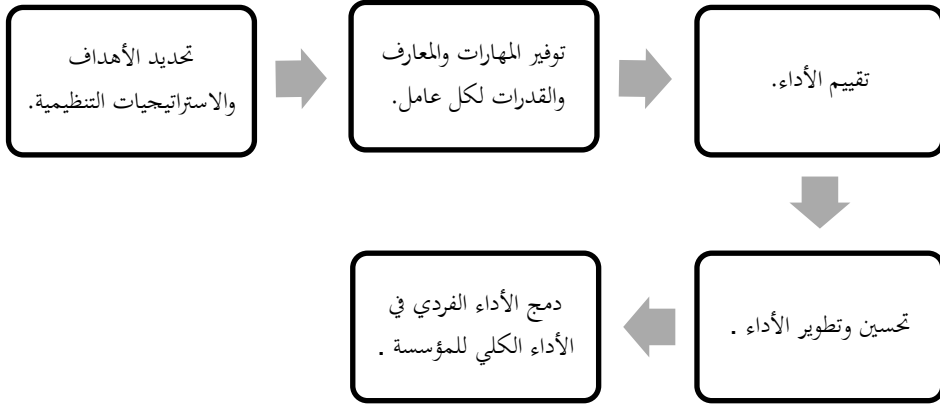 تحديد الأهداف
والاستراتيجيات التنظيمية.
توفير المهارات والمعارف
والقدرات لكل عامل.
تقييم الأداء.
تحسين وتطوير الأداء .
دمج الأداء الفردي في
الأداء الكلي للمؤسسة .